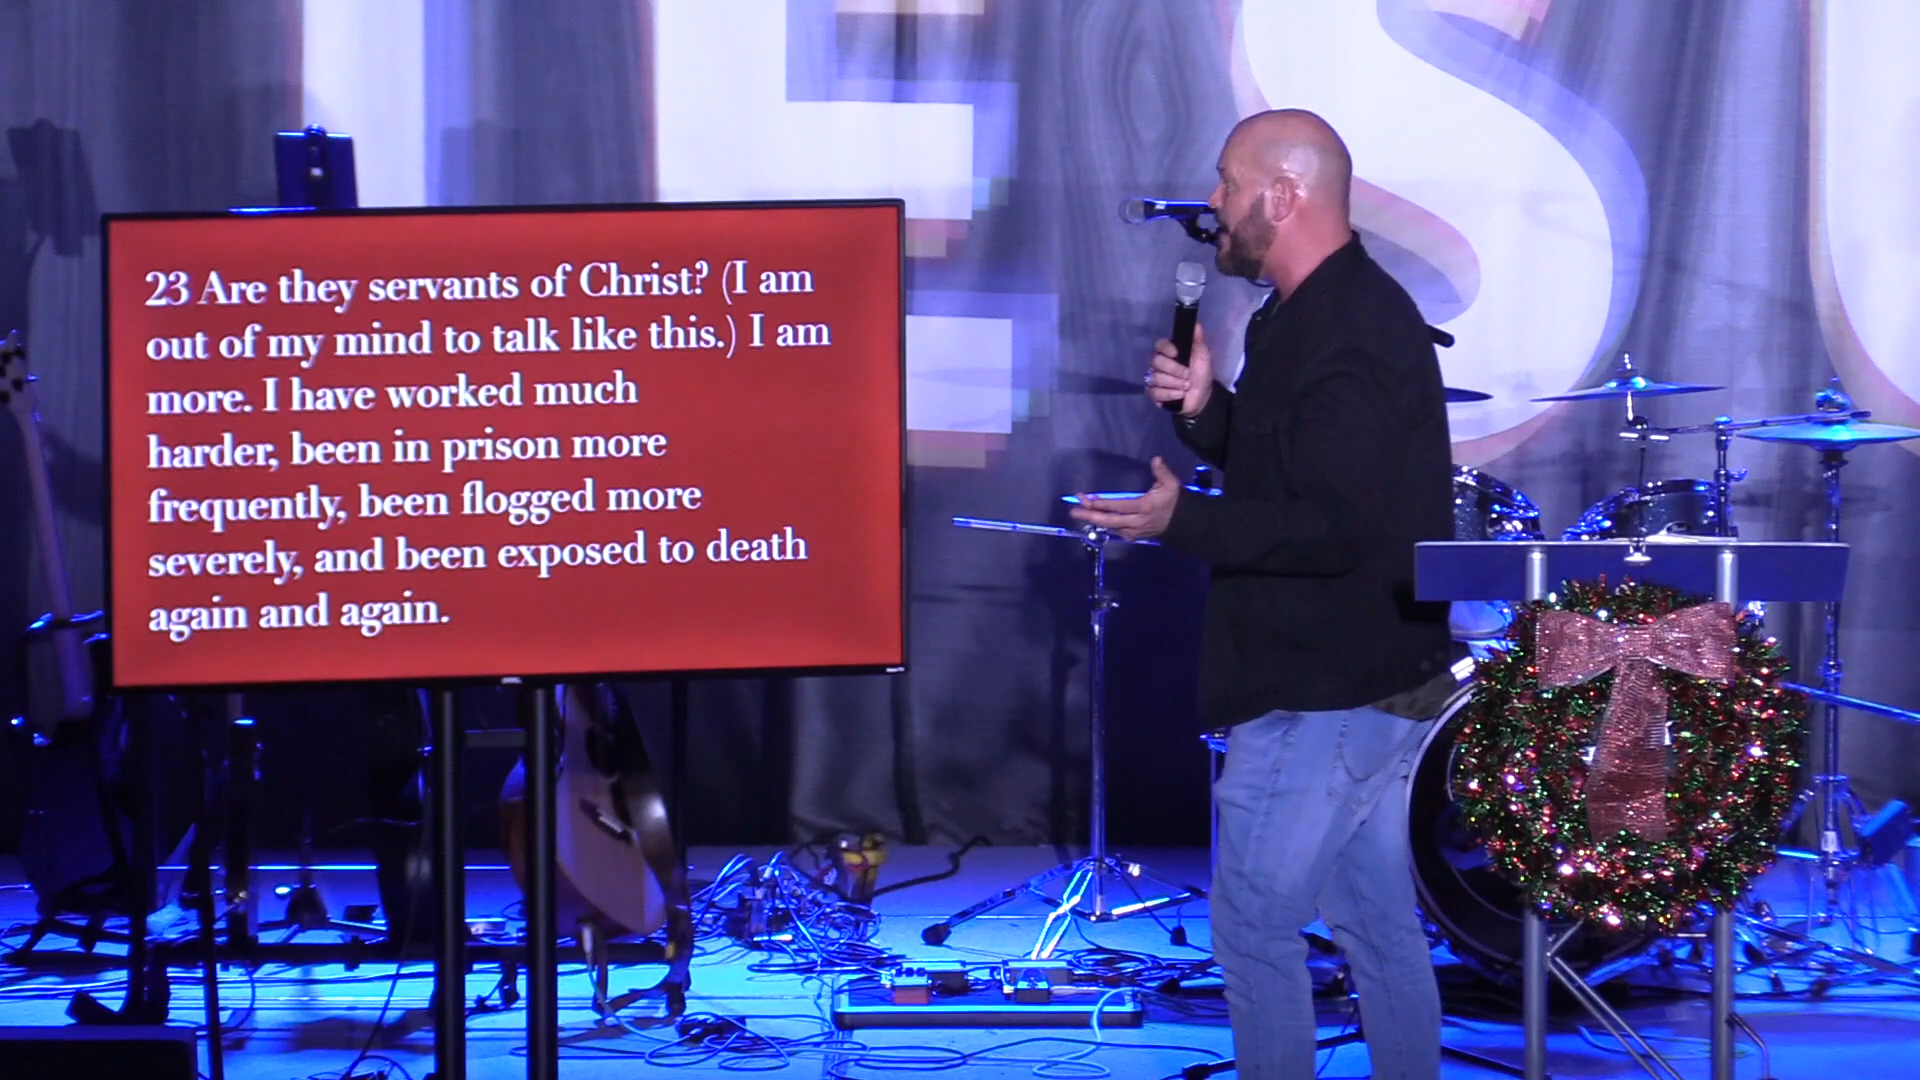 ESU
23 Are they servants of Christ? (I am
out of my mind to talk like this.) I am
more. I have worked much
harder, been in prison more
frequently, been flogged more
severely, and been exposed to death
again and again.